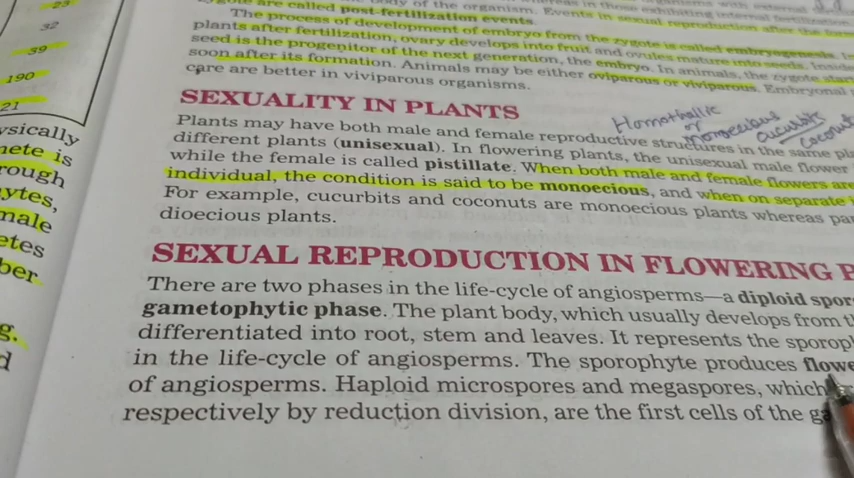 23
32
39
190
21
ysically
nete is
rough
ytes,
male
etes
ber
g.
d
are called post-fertilization events.
The process of development of embryo from the zygote is called embryogenesis.
plants after fertilization, ovary develops into fruit and ovules mature into seeds.
seed is the progenitor of the next generation, the embryo. In animals, the zygote
soon after its formation. Animals may be either oviparous or viviparous. Embryonal
care are better in viviparous organisms.
SEXUALITY IN PLANTS
Homothallic
or
monoecious
cucurbits
coconut
Plants may have both male and female reproductive structures in the same
different plants (unisexual). In flowering plants, the unisexual male flower
while the female is called pistillate. When both male and female flowers are
individual, the condition is said to be monoecious, and when on separate
For example, cucurbits and coconuts are monoecious plants whereas pa
dioecious plants.
SEXUAL REPRODUCTION IN FLOWERING P
There are two phases in the life-cycle of angiosperms—a diploid spor
gametophytic phase. The plant body, which usually develops from t
differentiated into root, stem and leaves. It represents the sporop
in the life-cycle of angiosperms. The sporophyte produces flowe
of angiosperms. Haploid microspores and megaspores, which
respectively by reduction division, are the first cells of the ga